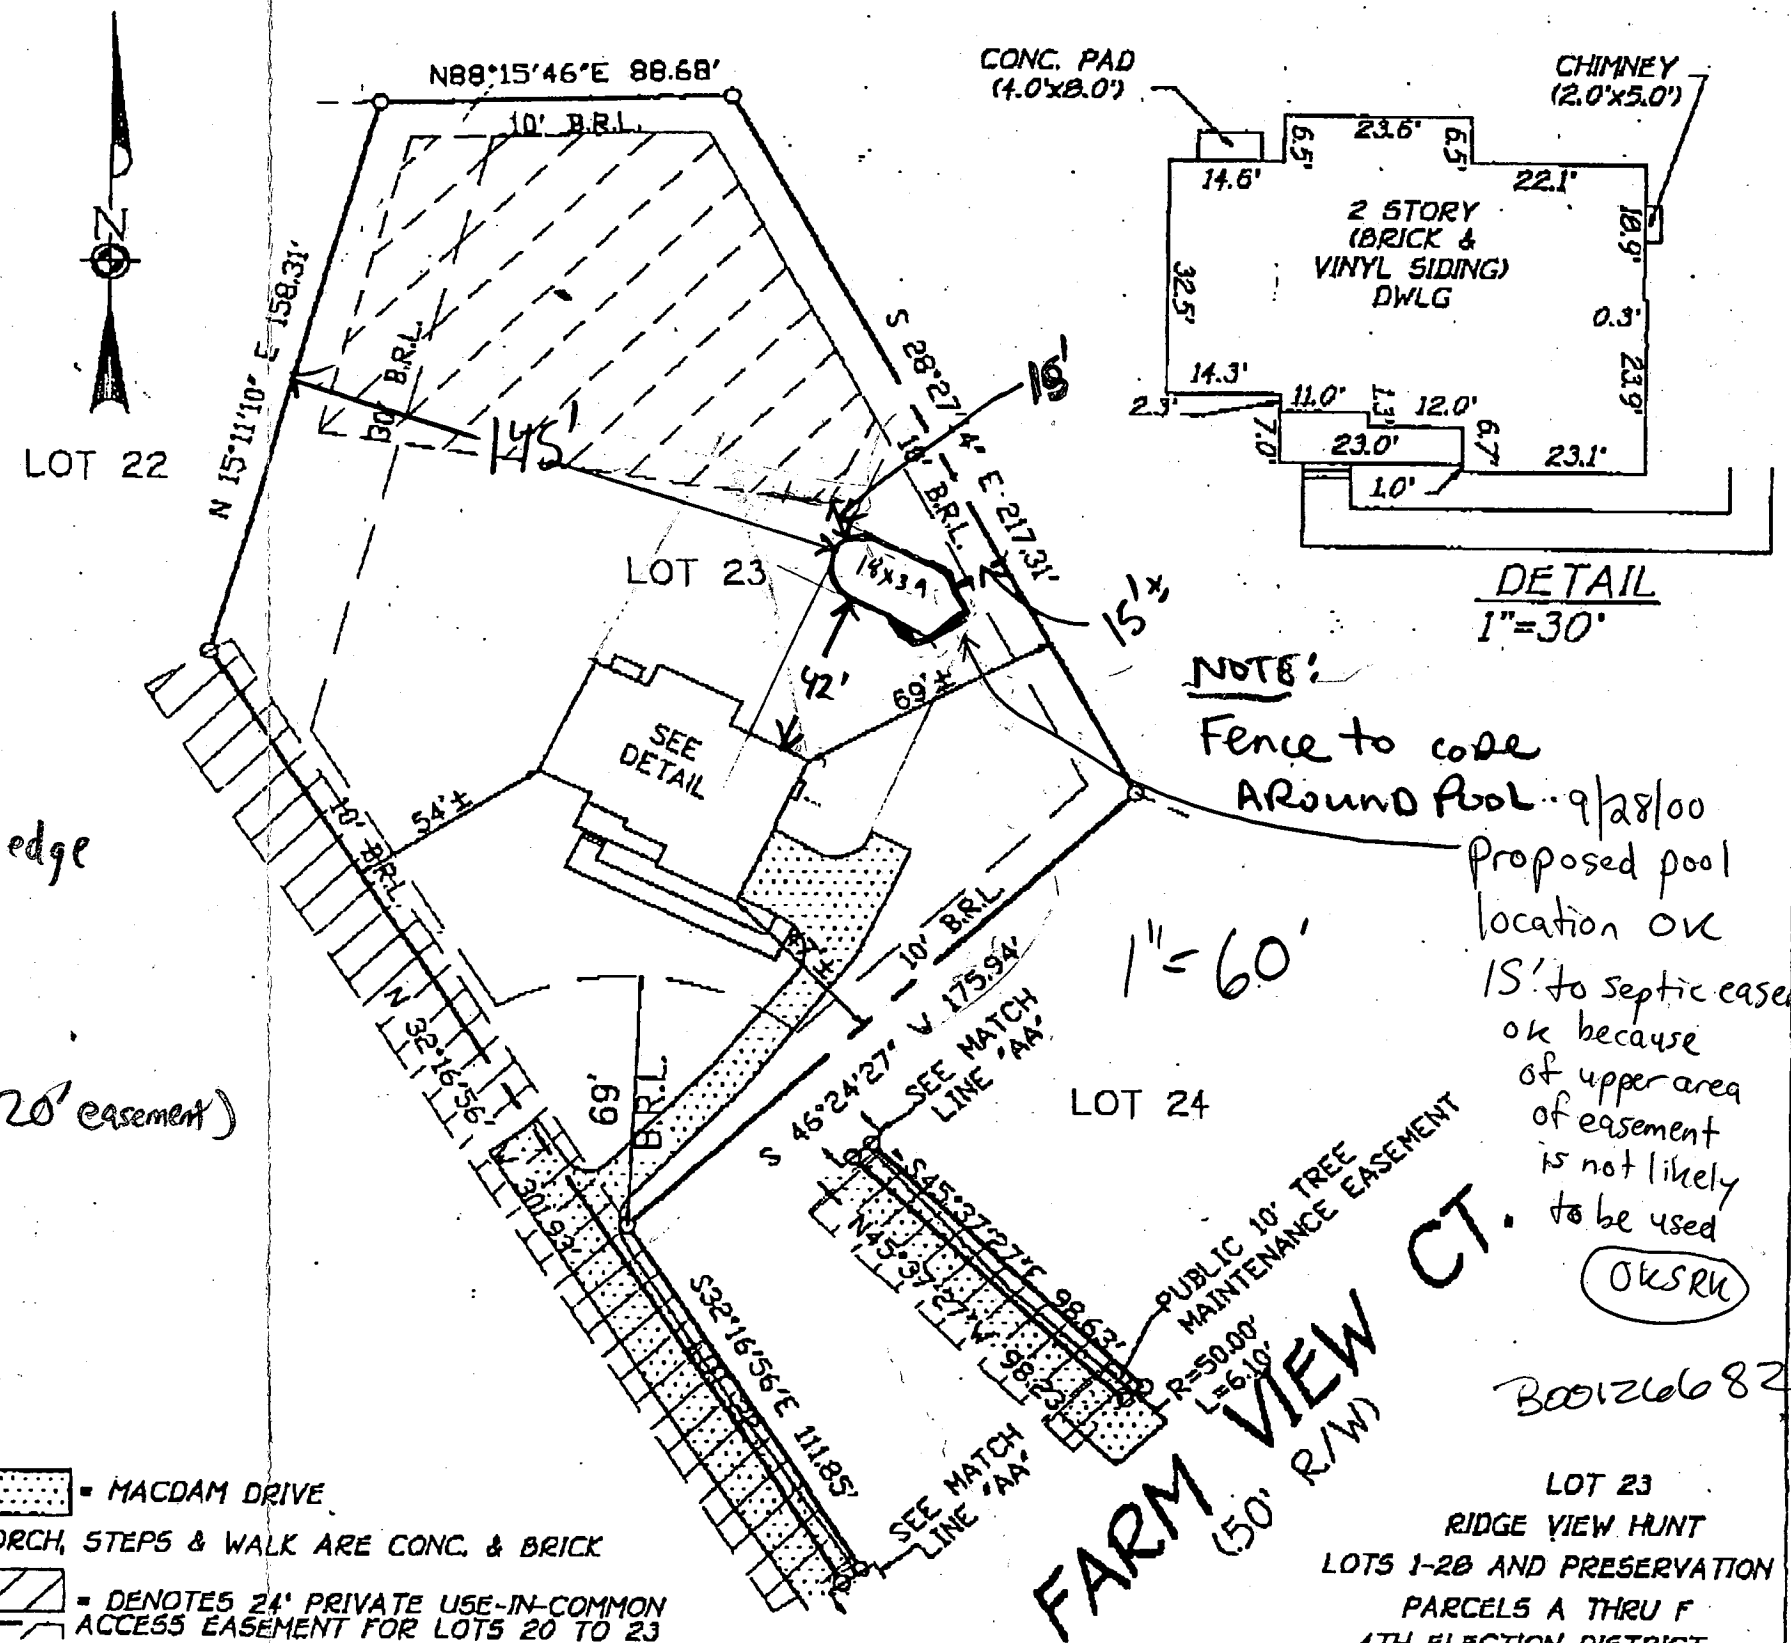 N88°15'46"E 88.68'
10' B.R.L.
CONC. PAD
(4.0'x8.0')
CHIMNEY
(2.0'x5.0')
6.5'
23.6'
6.5'
14.6'
22.1'
2 STORY
(BRICK &
VINYL SIDING)
DWLG
18.9'
32.5'
0.3'
23.9'
14.3'
11.0'
1.3'
12.0'
7.0'
23.0'
6.7'
23.1'
1.0'
DETAIL
1"=30'
N
LOT 22
N 15°11'10" E 158.31'
30' B.R.L.
145'
LOT 23
E 217.31'
B.R.L.
15'
42'
69'±
SEE
DETAIL
54'±
10' B.R.L.
NOTE:
Fence to code
AROUND POOL
9/28/00
Proposed pool
location OK
15' to septic
ok because
of upper area
of easement
is not likely
to be used
OKSRK
edge
20' easement)
1"=60'
47'±
10' B.R.L.
S 46°24'27" W 175.94'
SEE MATCH
LINE "AA"
LOT 24
69'
B.R.L.
N 32°16'56"
301.93'
S32°16'56"E 111.85'
S45°37'27"E 98.63'
N45°37'27"W 98.23'
PUBLIC 10' TREE
MAINTENANCE EASEMENT
R=50.00'
L=6.10'
SEE MATCH
LINE "AA"
FARM VIEW CT.
(50' R/W)
B00126682
= MACDAM DRIVE
STEPS & WALK ARE CONC. & BRICK
= DENOTES 24' PRIVATE USE-IN-COMMON
ACCESS EASEMENT FOR LOTS 20 TO 23
LOT 23
RIDGE VIEW HUNT
LOTS 1-28 AND PRESERVATION
PARCELS A THRU F
4TH ELECTION DISTRICT